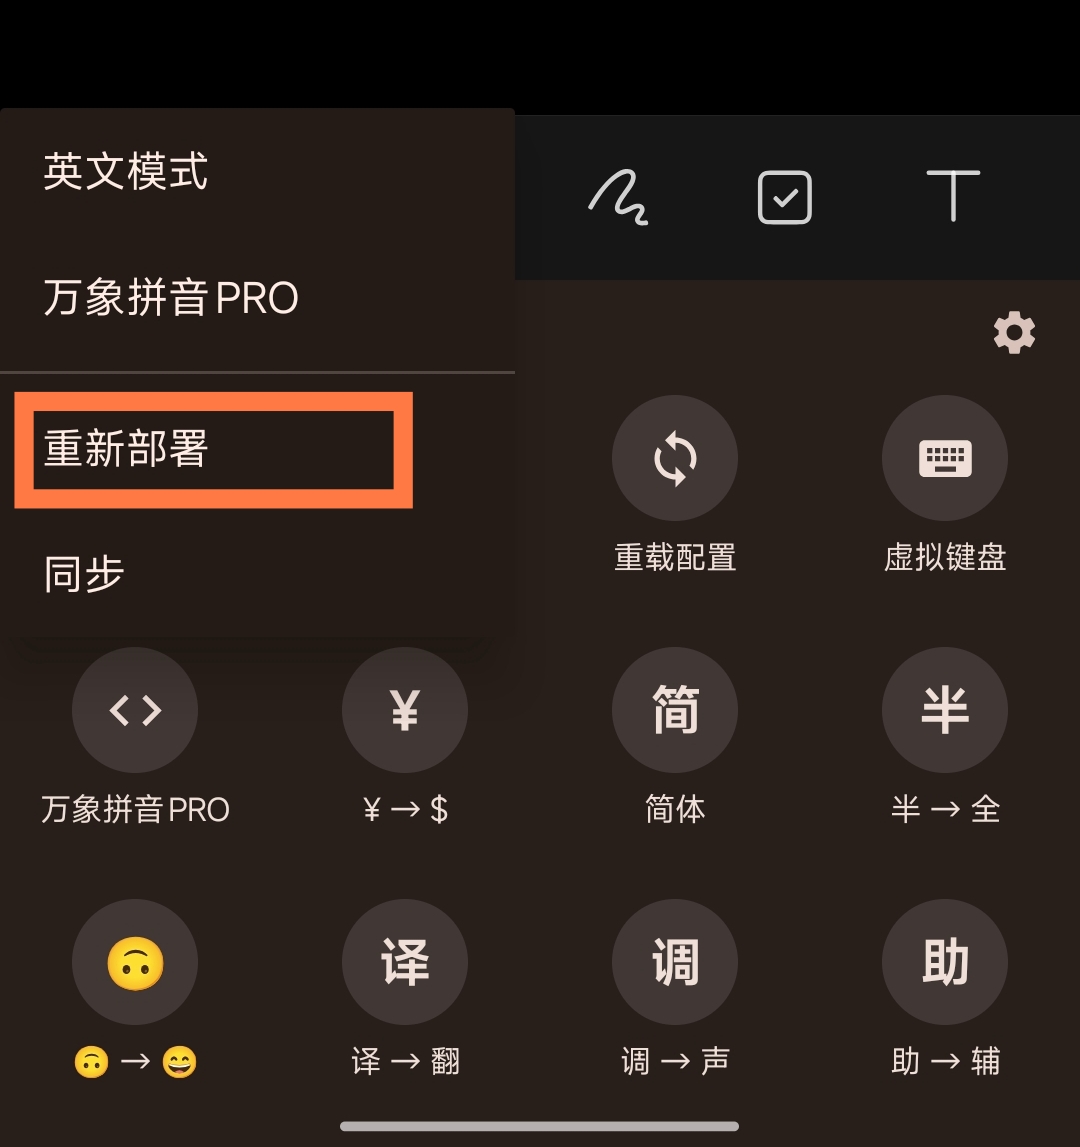 英文模式
万象拼音PRO
重新部署
同步
重载配置
虚拟键盘
¥
简
半
万象拼音PRO
¥ → $
简体
半 → 全
译
调
助
🙃 → 😄
译 → 翻
调 → 声
助 → 辅